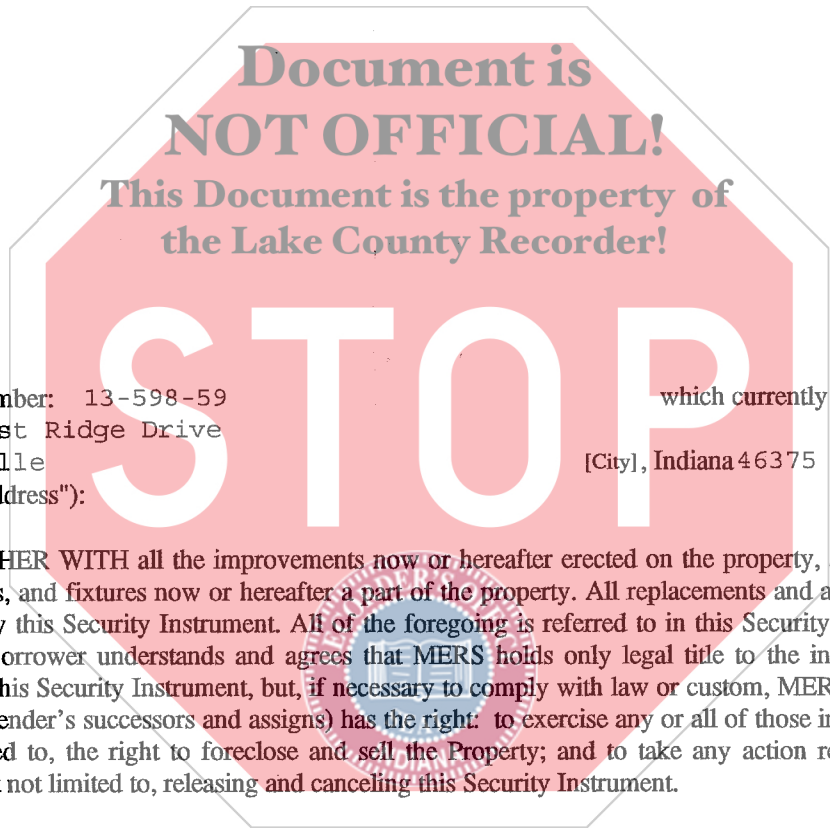 Document is
NOT OFFICIAL!
This Document is the property of
the Lake County Recorder!
STOP
mber: 13-598-59 which currently
st Ridge Drive
lle [City], Indiana 46375
ddress"):
HER WITH all the improvements now or hereafter erected on the property,
s, and fixtures now or hereafter a part of the property. All replacements and a
y this Security Instrument. All of the foregoing is referred to in this Security
orrower understands and agrees that MERS holds only legal title to the in
his Security Instrument, but, if necessary to comply with law or custom, MER
ender's successors and assigns) has the right: to exercise any or all of those in
ed to, the right to foreclose and sell the Property; and to take any action re
t not limited to, releasing and canceling this Security Instrument.
INDIANA